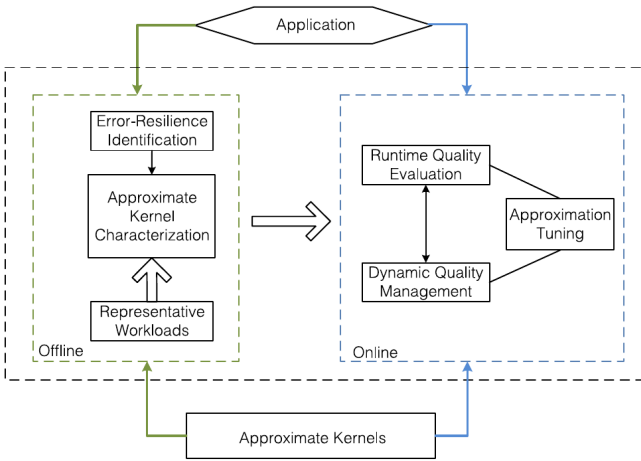 Application
Error-Resilience
Identification
Approximate
Kernel
Characterization
Representative
Workloads
Offline
Runtime Quality
Evaluation
Approximation
Tuning
Dynamic Quality
Management
Online
Approximate Kernels